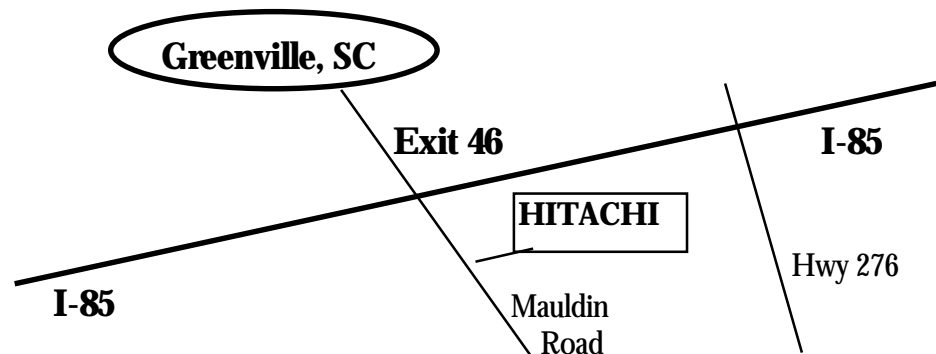 Greenville, SC
Exit 46
I-85
HITACHI
Hwy 276
I-85
Mauldin
Road